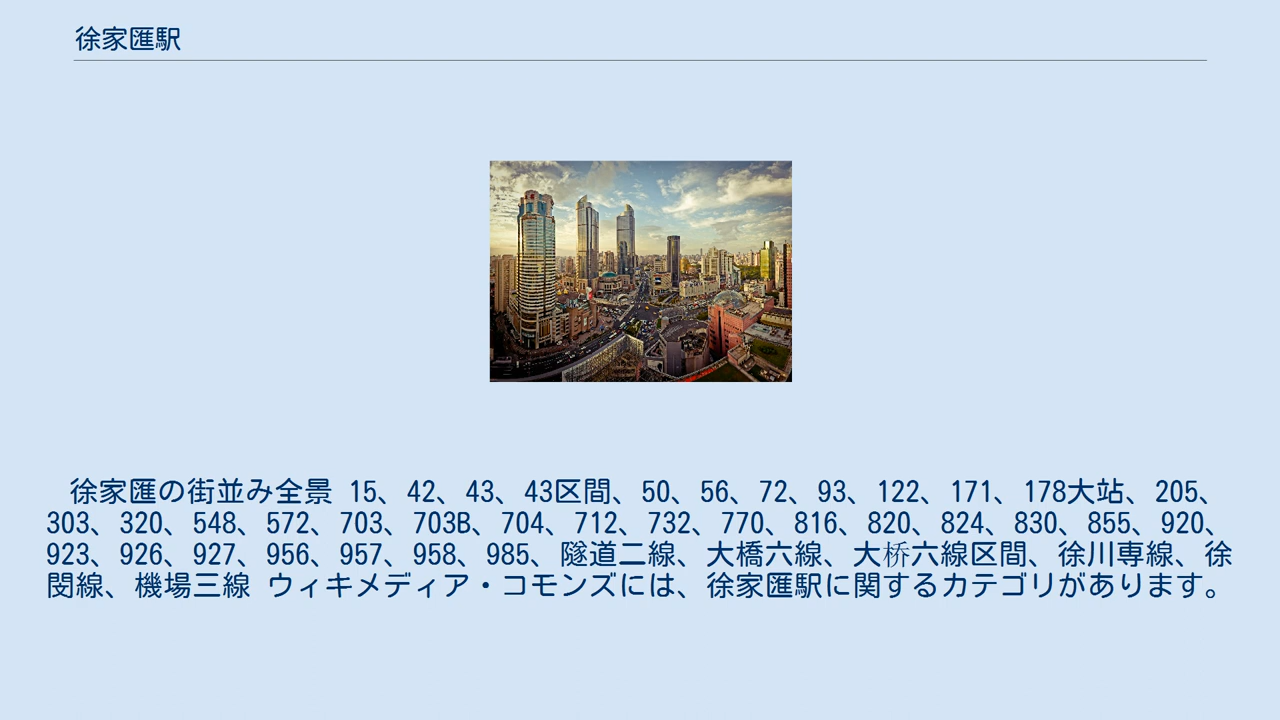 徐家匯駅
徐家匯の街並み全景 15、42、43、43区間、50、56、72、93、122、171、178大站、205、
303、320、548、572、703、703B、704、712、732、770、816、820、824、830、855、920、
923、926、927、956、957、958、985、隧道二線、大橋六線、大桥六線区間、徐川専線、徐
閔線、機場三線 ウィキメディア・コモンズには、徐家匯駅に関するカテゴリがあります。